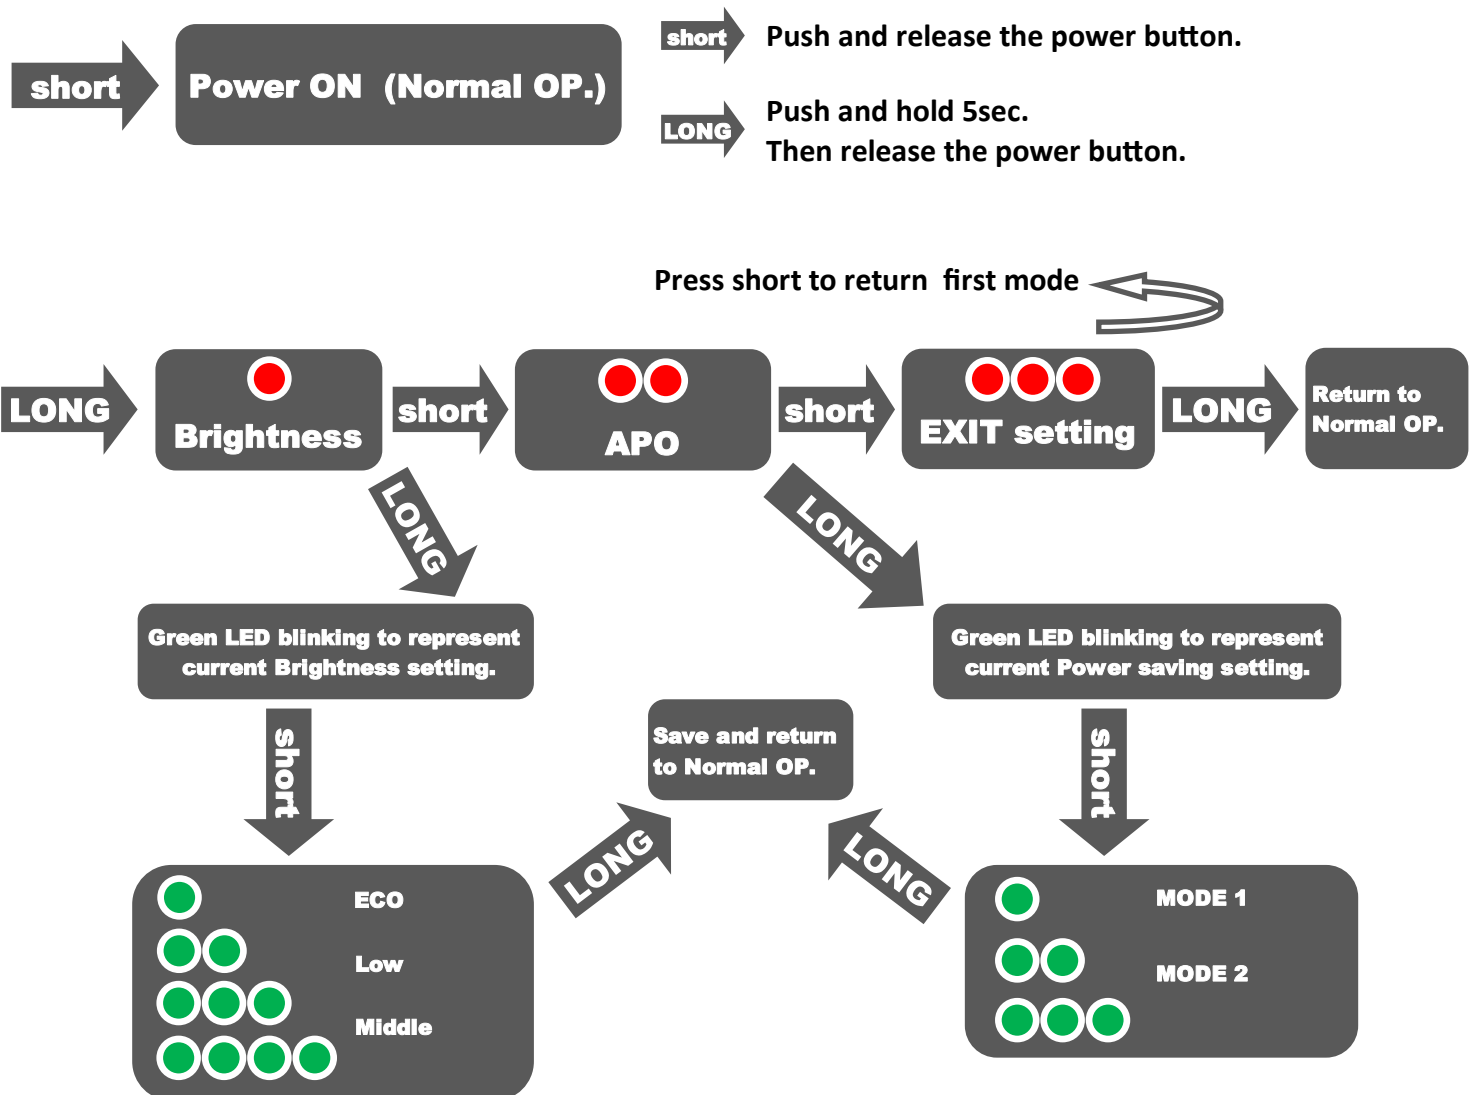 short
Power ON (Normal OP.)
short
Push and release the power button.
LONG
Push and hold 5sec.
Then release the power button.
Press short to return first mode
LONG
Brightness
short
APO
short
EXIT setting
LONG
Return to
Normal OP.
LONG
LONG
Green LED blinking to represent
current Brightness setting.
Green LED blinking to represent
current Power saving setting.
short
Save and return
to Normal OP.
short
LONG
LONG
ECO
Low
Middle
MODE 1
MODE 2